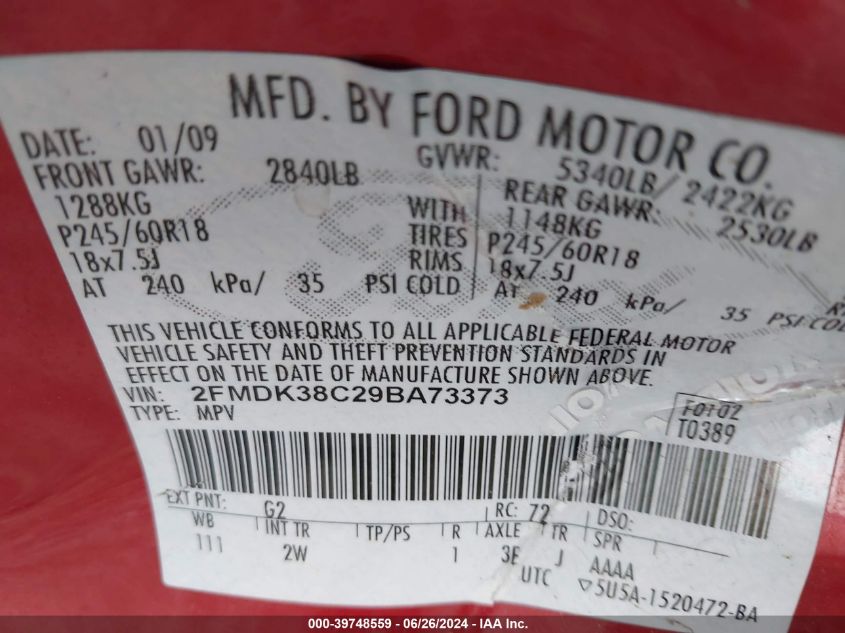 MFD. BY FORD MOTOR CO.
DATE: 01/09 GVWR: 5340LB/ 2422KG
FRONT GAWR: 2840LB REAR GAWR: 2530LB
1288KG WITH 1148KG
P245/60R18 TIRES P245/60R18
18x7.5J RIMS 18x7.5J
AT 240 kPa/ 35 PSI COLD AT 240 kPa/ 35 PSI COLD
THIS VEHICLE CONFORMS TO ALL APPLICABLE FEDERAL MOTOR
VEHICLE SAFETY AND THEFT PREVENTION STANDARDS IN
EFFECT ON THE DATE OF MANUFACTURE SHOWN ABOVE.
VIN: 2FMDK38C29BA73373
TYPE: MPV F0102
T0389
EXT PNT: G2 RC: 72 DSO:
WB INT TR TP/PS R AXLE TR SPR
111 2W 1 3E J AAAA
UTC ▽5U5A-1520472-BA
000-39748559 - 06/26/2024 - IAA Inc.